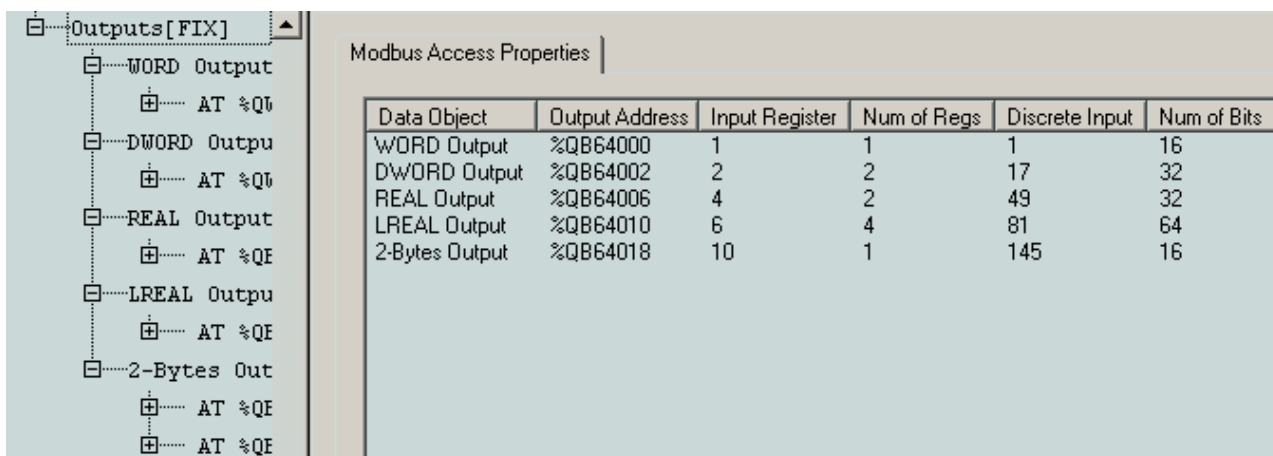 Outputs[FIX]
WORD Output
AT %QW
DWORD Outpu
AT %QW
REAL Output
AT %QB
LREAL Outpu
AT %QB
2-Bytes Out
AT %QB
AT %QB
Modbus Access Properties
Data Object Output Address Input Register Num of Regs Discrete Input Num of Bits
WORD Output %QB64000 1 1 1 16
DWORD Output %QB64002 2 2 17 32
REAL Output %QB64006 4 2 49 32
LREAL Output %QB64010 6 4 81 64
2-Bytes Output %QB64018 10 1 145 16